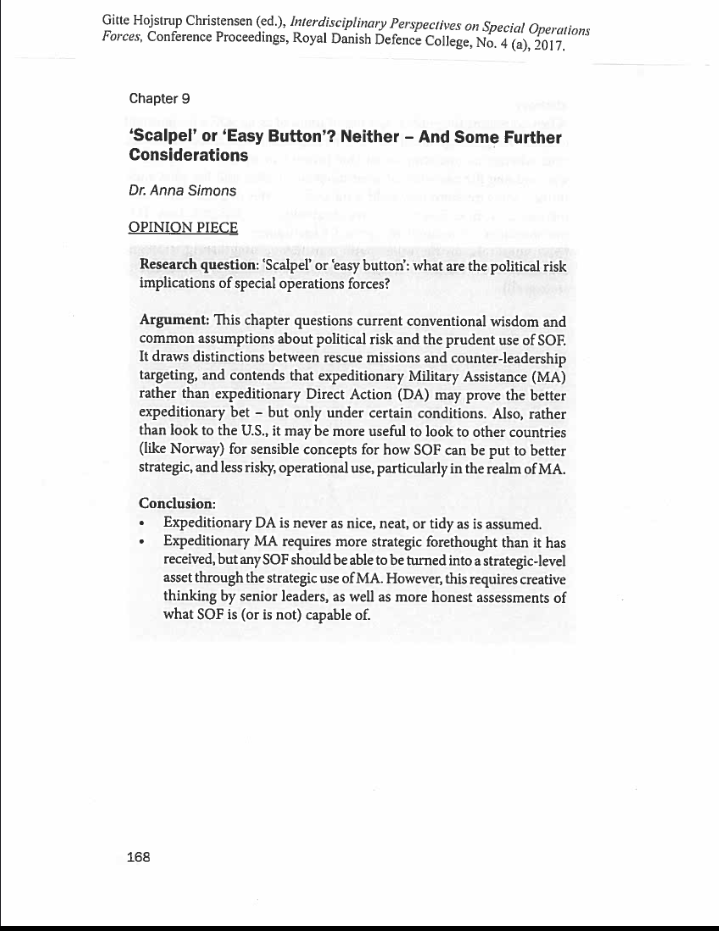 Gitte Hojstrup Christensen (ed.), Interdisciplinary Perspectives on Special Operations
Forces, Conference Proceedings, Royal Danish Defence College, No. 4 (a), 2017.
Chapter 9
‘Scalpel’ or ‘Easy Button’? Neither – And Some Further
Considerations
Dr. Anna Simons
OPINION PIECE
Research question: ‘Scalpel’ or ‘easy button’: what are the political risk
implications of special operations forces?
Argument: This chapter questions current conventional wisdom and
common assumptions about political risk and the prudent use of SOF.
It draws distinctions between rescue missions and counter-leadership
targeting, and contends that expeditionary Military Assistance (MA)
rather than expeditionary Direct Action (DA) may prove the better
expeditionary bet – but only under certain conditions. Also, rather
than look to the U.S., it may be more useful to look to other countries
(like Norway) for sensible concepts for how SOF can be put to better
strategic, and less risky, operational use, particularly in the realm of MA.
Conclusion:
• Expeditionary DA is never as nice, neat, or tidy as is assumed.
• Expeditionary MA requires more strategic forethought than it has
received, but any SOF should be able to be turned into a strategic-level
asset through the strategic use of MA. However, this requires creative
thinking by senior leaders, as well as more honest assessments of
what SOF is (or is not) capable of.
168